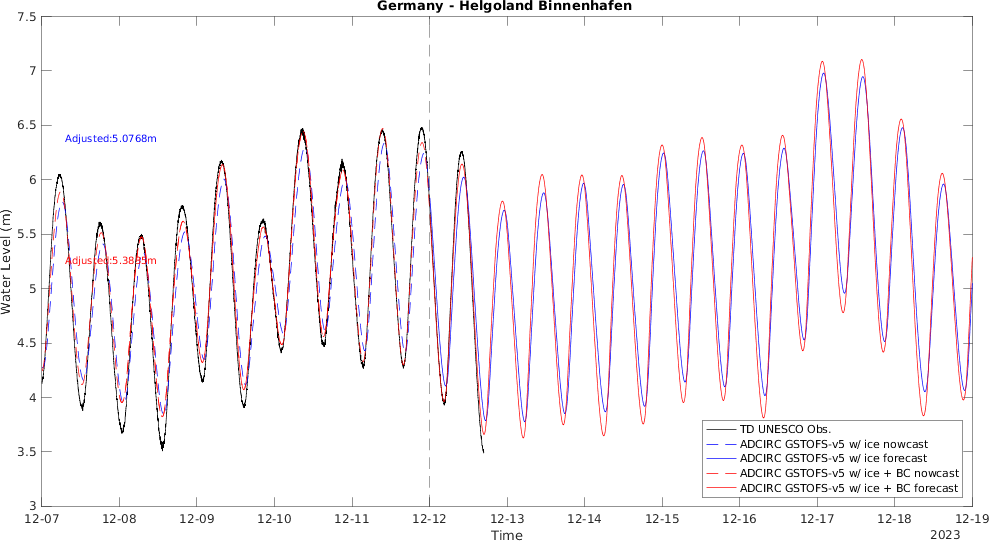 Germany - Helgoland Binnenhafen
7.5
7
6.5
6
5.5
5
4.5
4
3.5
3
Water Level (m)
Adjusted:5.0768m
Adjusted:5.3895m
TD UNESCO Obs.
ADCIRC GSTOFS-v5 w/ ice nowcast
ADCIRC GSTOFS-v5 w/ ice forecast
ADCIRC GSTOFS-v5 w/ ice + BC nowcast
ADCIRC GSTOFS-v5 w/ ice + BC forecast
12-07 12-08 12-09 12-10 12-11 12-12 12-13 12-14 12-15 12-16 12-17 12-18 12-19
Time
2023